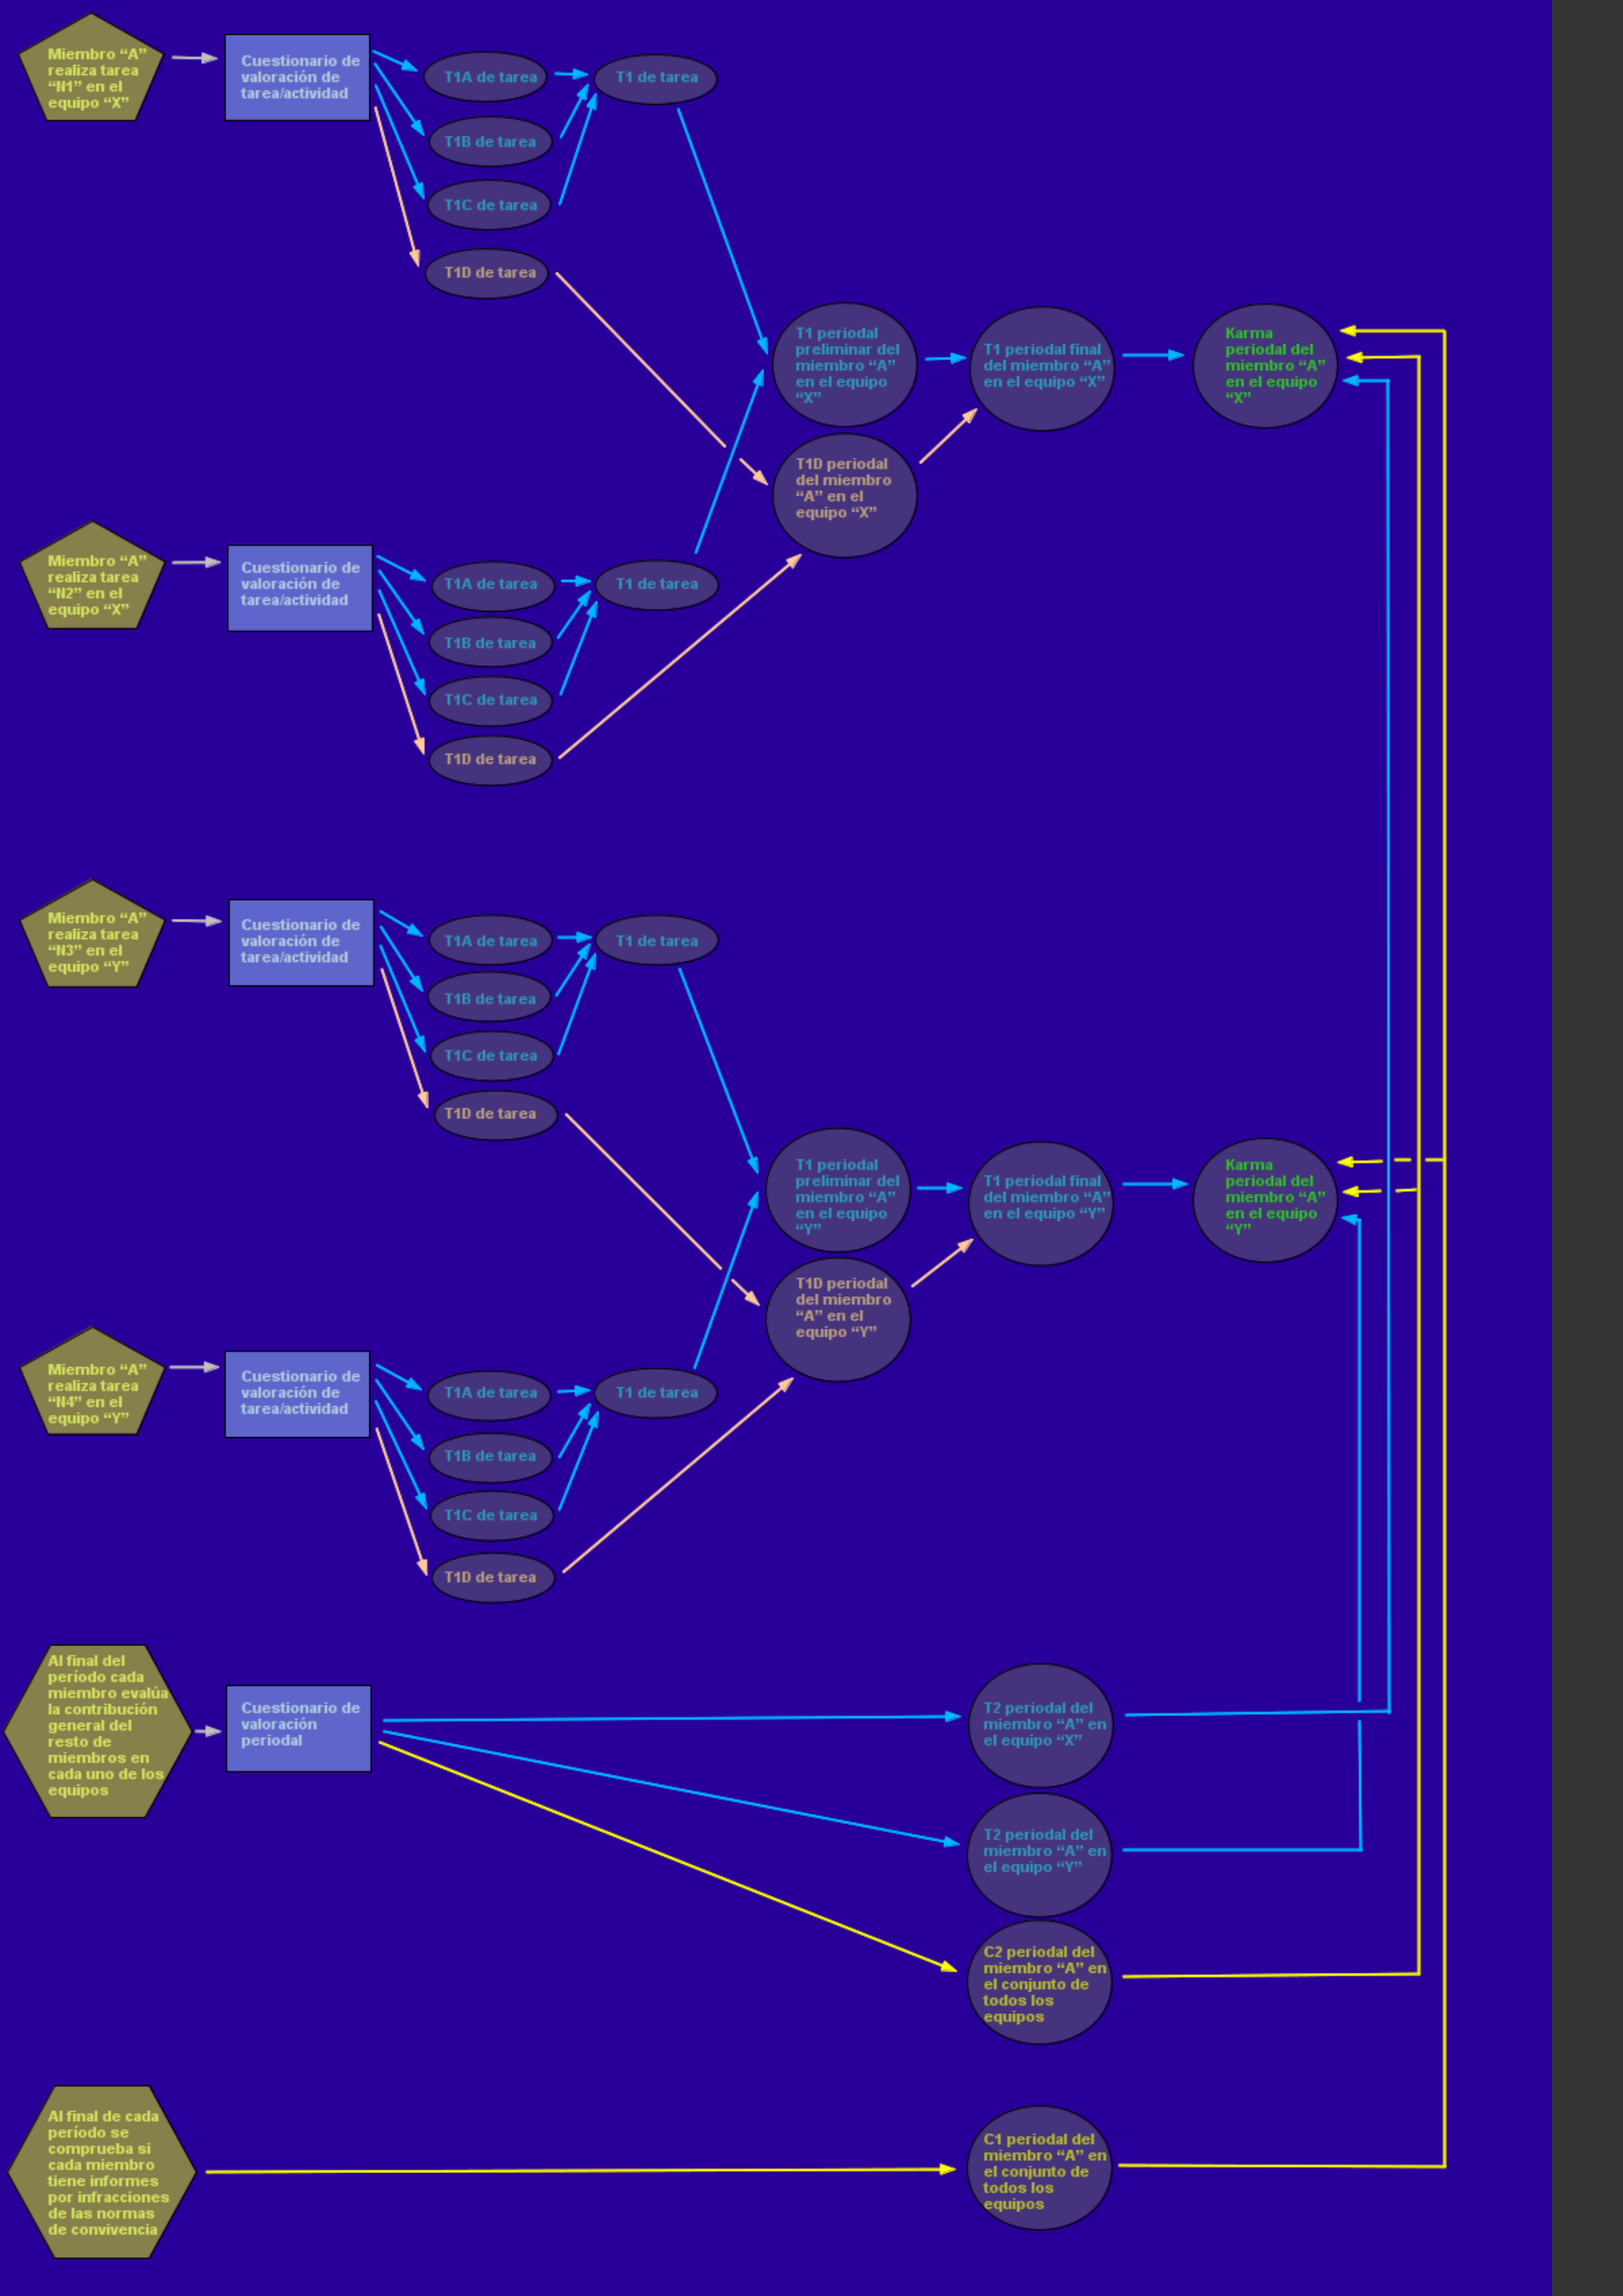 Miembro “A”
realiza tarea
“N1” en el
equipo “X”
Cuestionario de
valoración de
tarea/actividad
T1A de tarea
T1 de tarea
T1B de tarea
T1C de tarea
T1D de tarea
T1 periodal
preliminar del
miembro “A”
en el equipo
“X”
T1 periodal final
del miembro “A”
en el equipo “X”
Karma
periodal del
miembro “A”
en el equipo
“X”
T1D periodal
del miembro
“A” en el
equipo “X”
Miembro “A”
realiza tarea
“N2” en el
equipo “X”
Cuestionario de
valoración de
tarea/actividad
T1A de tarea
T1 de tarea
T1B de tarea
T1C de tarea
T1D de tarea
Miembro “A”
realiza tarea
“N3” en el
equipo “Y”
Cuestionario de
valoración de
tarea/actividad
T1A de tarea
T1 de tarea
T1B de tarea
T1C de tarea
T1D de tarea
T1 periodal
preliminar del
miembro “A”
en el equipo
“Y”
T1 periodal final
del miembro “A”
en el equipo “Y”
Karma
periodal del
miembro “A”
en el equipo
“Y”
T1D periodal
del miembro
“A” en el
equipo “Y”
Miembro “A”
realiza tarea
“N4” en el
equipo “Y”
Cuestionario de
valoración de
tarea/actividad
T1A de tarea
T1 de tarea
T1B de tarea
T1C de tarea
T1D de tarea
Al final del
período cada
miembro evalúa
la contribución
general del
resto de
miembros en
cada uno de los
equipos
Cuestionario de
valoración
periodal
T2 periodal del
miembro “A” en
el equipo “X”
T2 periodal del
miembro “A” en
el equipo “Y”
C2 periodal del
miembro “A” en
el conjunto de
todos los
equipos
Al final de cada
período se
comprueba si
cada miembro
tiene informes
por infracciones
de las normas
de convivencia
C1 periodal del
miembro “A” en
el conjunto de
todos los
equipos